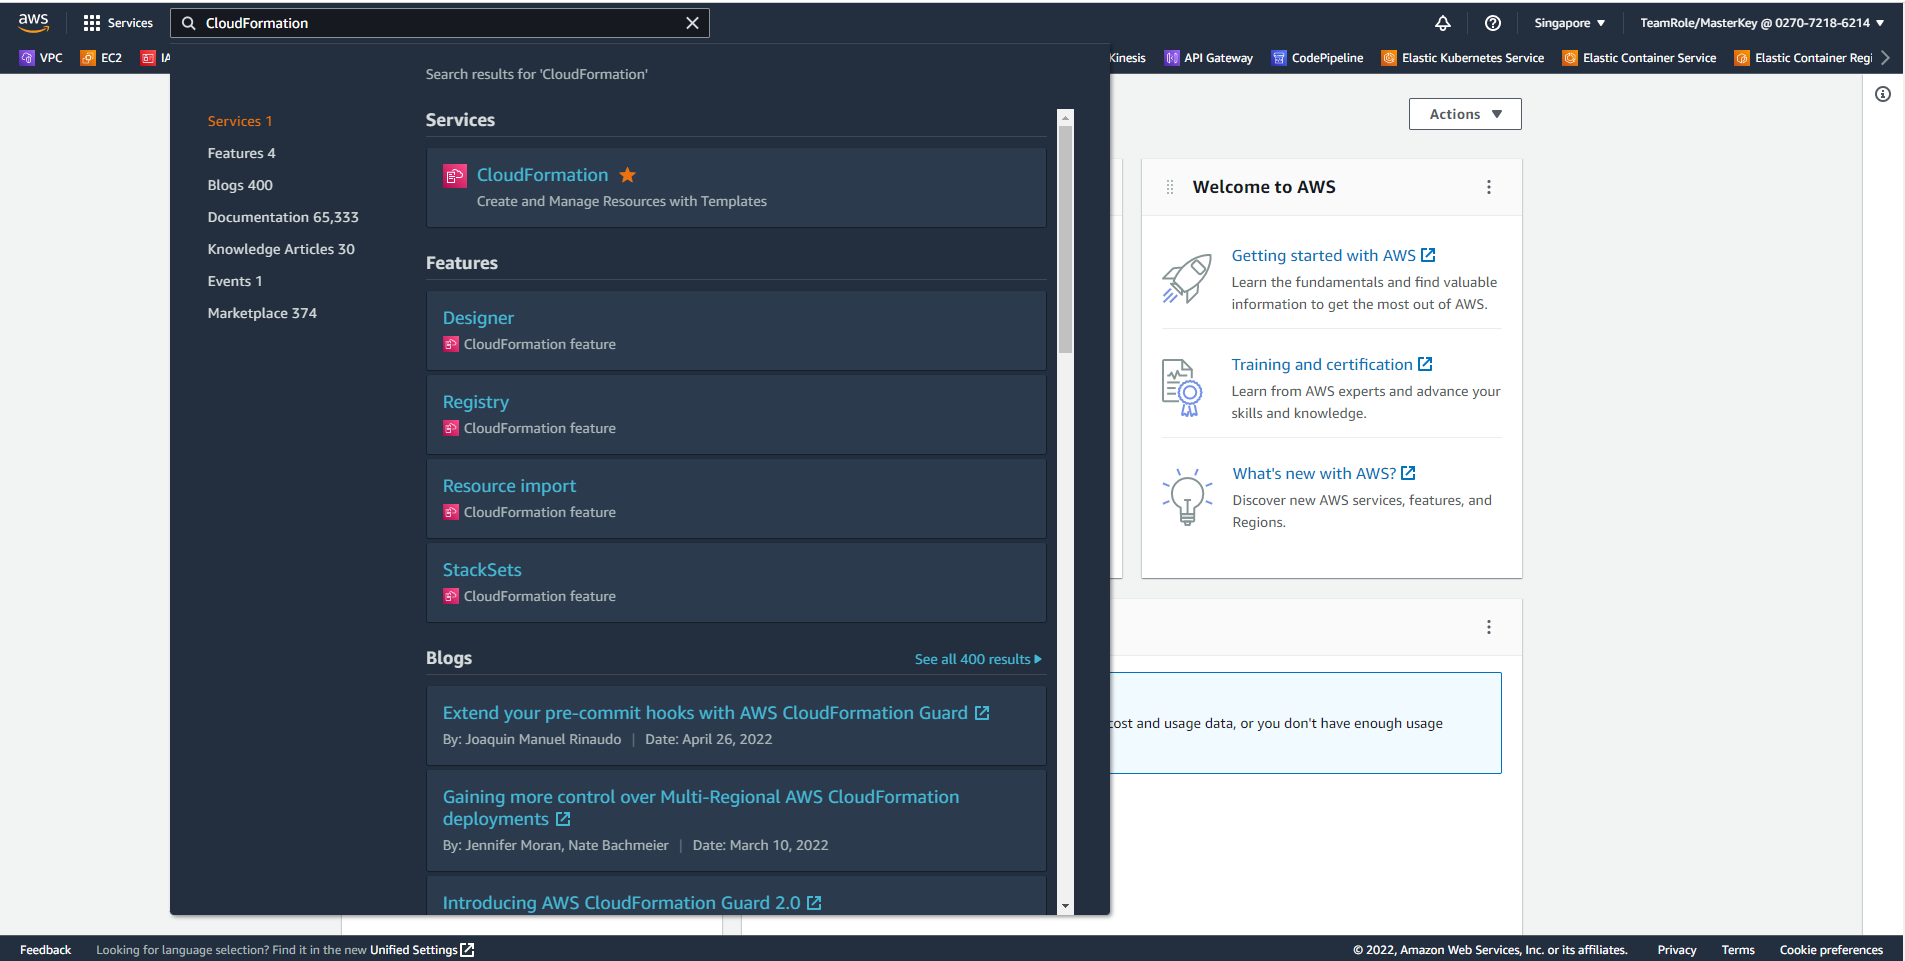 aws
Services
CloudFormation
Singapore
TeamRole/MasterKey @ 0270-7218-6214
VPC
EC2
IA
Kinesis
API Gateway
CodePipeline
Elastic Kubernetes Service
Elastic Container Service
Elastic Container Regi
Search results for 'CloudFormation'
Services 1
Features 4
Blogs 400
Documentation 65,333
Knowledge Articles 30
Events 1
Marketplace 374
Services
CloudFormation
Create and Manage Resources with Templates
Features
Designer
CloudFormation feature
Registry
CloudFormation feature
Resource import
CloudFormation feature
StackSets
CloudFormation feature
Blogs
See all 400 results
Extend your pre-commit hooks with AWS CloudFormation Guard
By: Joaquin Manuel Rinaudo | Date: April 26, 2022
Gaining more control over Multi-Regional AWS CloudFormation
deployments
By: Jennifer Moran, Nate Bachmeier | Date: March 10, 2022
Introducing AWS CloudFormation Guard 2.0
Actions
Welcome to AWS
Getting started with AWS
Learn the fundamentals and find valuable
information to get the most out of AWS.
Training and certification
Learn from AWS experts and advance your
skills and knowledge.
What's new with AWS?
Discover new AWS services, features, and
Regions.
cost and usage data, or you don't have enough usage
Feedback
Looking for language selection? Find it in the new Unified Settings
© 2022, Amazon Web Services, Inc. or its affiliates.
Privacy
Terms
Cookie preferences